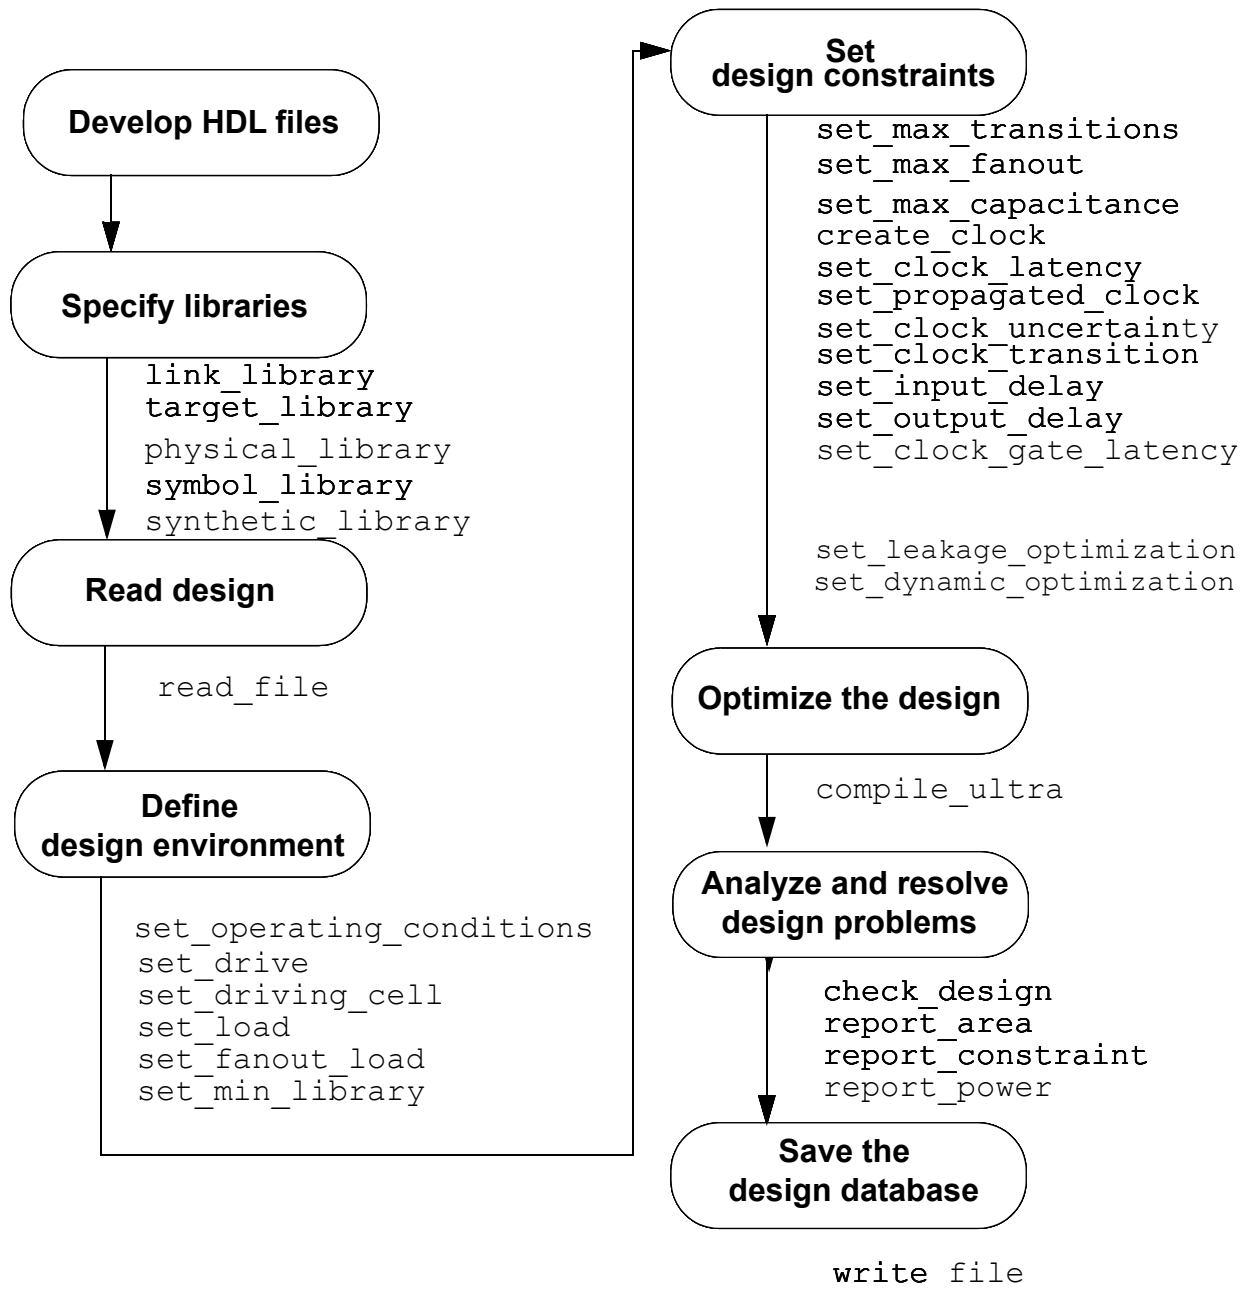 Develop HDL files
Specify libraries
link_library
target_library
physical_library
symbol_library
synthetic_library
Read design
read_file
Define
design environment
set_operating_conditions
set_drive
set_driving_cell
set_load
set_fanout_load
set_min_library
Set
design constraints
set_max_transitions
set_max_fanout
set_max_capacitance
create_clock
set_clock_latency
set_propagated_clock
set_clock_uncertainty
set_clock_transition
set_input_delay
set_output_delay
set_clock_gate_latency
set_leakage_optimization
set_dynamic_optimization
Optimize the design
compile_ultra
Analyze and resolve
design problems
check_design
report_area
report_constraint
report_power
Save the
design database
write file